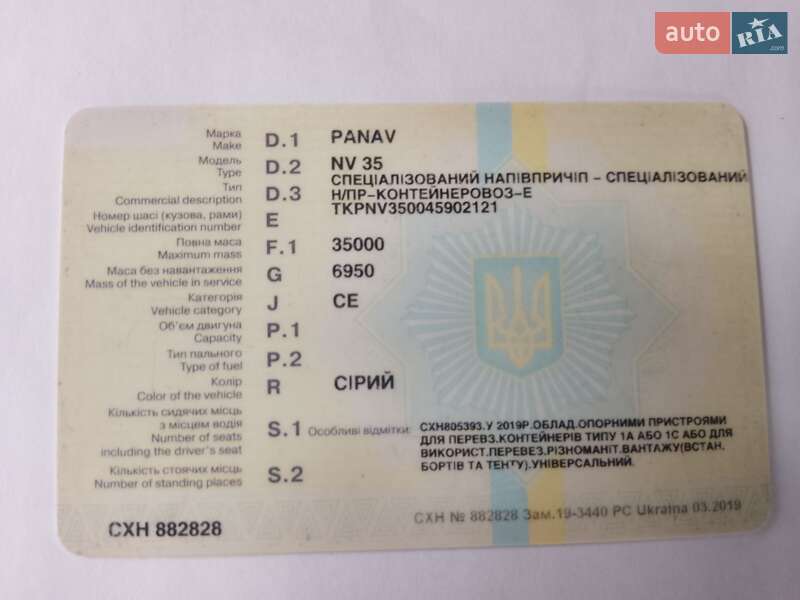 auto RIA.com
Марка
Make D.1 PANAV
Модель
Type D.2 NV 35
Тип
Commercial description D.3 СПЕЦІАЛІЗОВАНИЙ НАПІВПРИЧІП – СПЕЦІАЛІЗОВАНИЙ
Н/ПР–КОНТЕЙНЕРОВОЗ–Е
Номер шасі (кузова, рами)
Vehicle identification number E TKPNV350045902121
Повна маса
Maximum mass F.1 35000
Маса без навантаження
Mass of the vehicle in service G 6950
Категорія
Vehicle category J CE
Об'єм двигуна
Capacity P.1
Тип пального
Type of fuel P.2
Колір
Color of the vehicle R СІРИЙ
Кількість сидячих місць
з місцем водія
Number of seats
including the driver's seat S.1
Особливі відмітки: СХН805393.У 2019Р.ОБЛАД.ОПОРНИМИ ПРИСТРОЯМИ
ДЛЯ ПЕРЕВЗ.КОНТЕЙНЕРІВ ТИПУ 1А АБО 1С АБО ДЛЯ
ВИКОРИСТ.ПЕРЕВЕЗ.РІЗНОМАНІТ.ВАНТАЖУ(ВСТАН.
БОРТІВ ТА ТЕНТУ).УНІВЕРСАЛЬНИЙ.
Кількість стоячих місць
Number of standing places S.2
СХН 882828
СХН № 882828 Зам.19-3440 РС Ukraina 03.2019